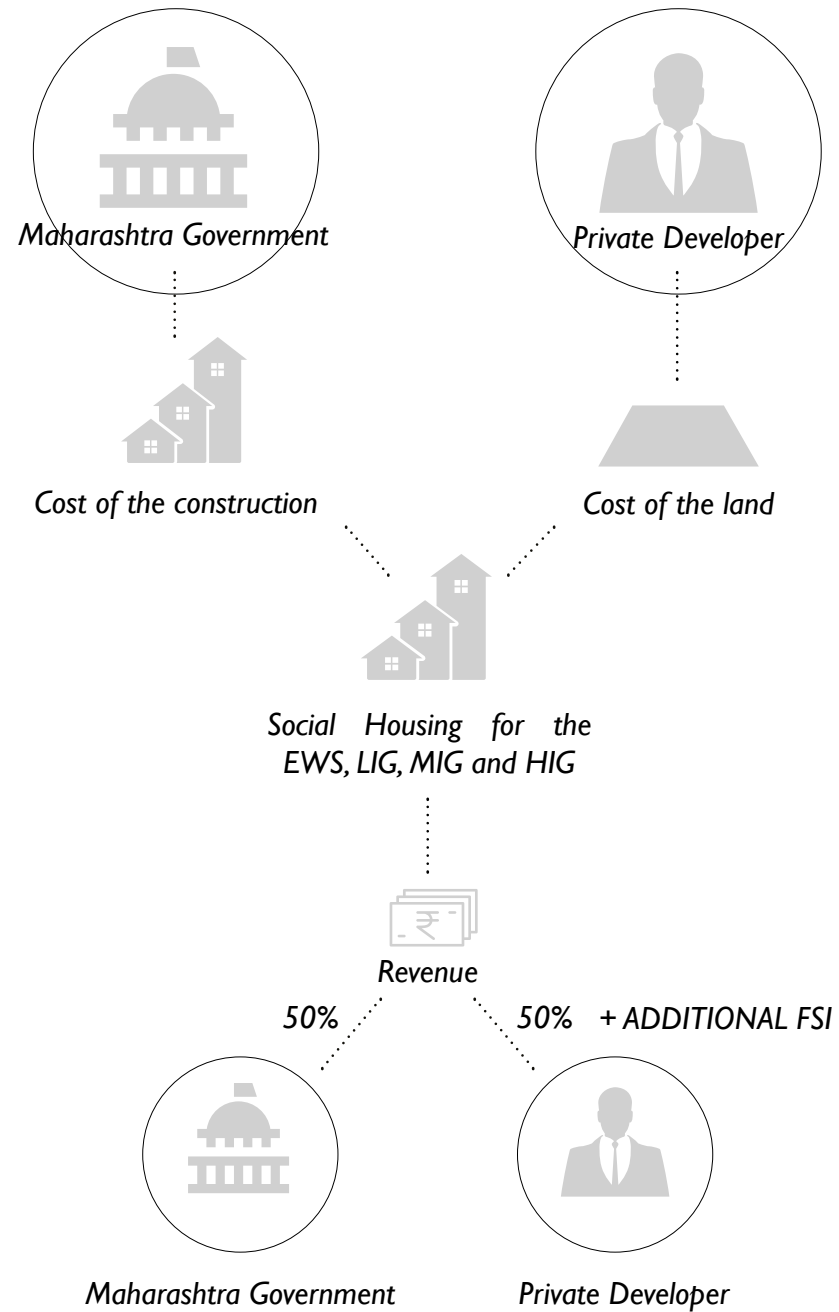 Maharashtra Government
Private Developer
Cost of the construction
Cost of the land
Social Housing for the
EWS, LIG, MIG and HIG
₹
Revenue
50%
50% + ADDITIONAL FSI
Maharashtra Government
Private Developer